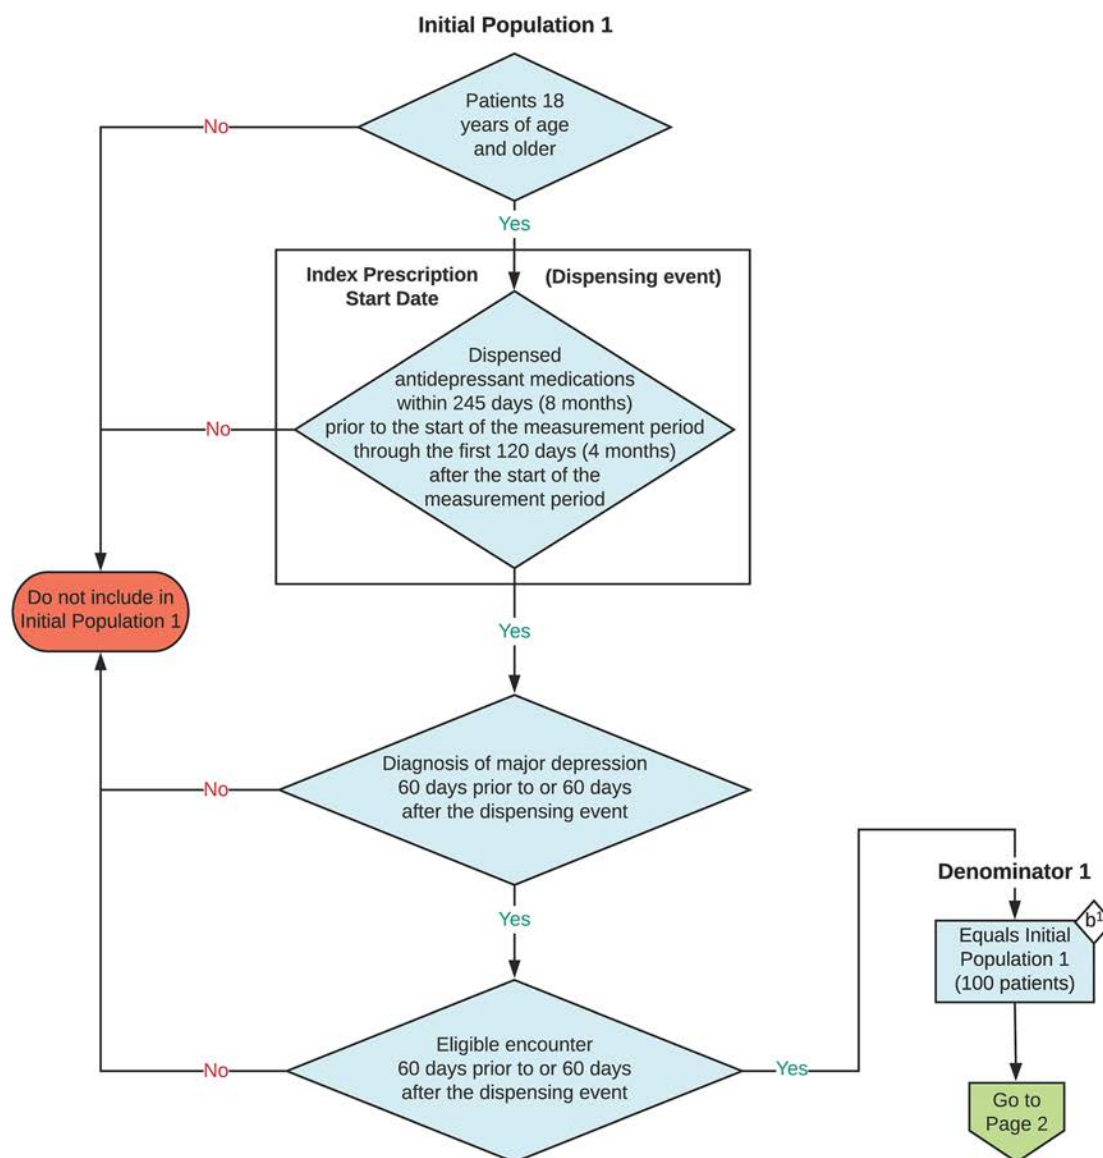 Initial Population 1
Patients 18
years of age
and older
No
Yes
Index Prescription
Start Date
(Dispensing event)
Dispensed
antidepressant medications
within 245 days (8 months)
prior to the start of the measurement period
through the first 120 days (4 months)
after the start of the
measurement period
No
Do not include in
Initial Population 1
Yes
Diagnosis of major depression
60 days prior to or 60 days
after the dispensing event
No
Yes
Eligible encounter
60 days prior to or 60 days
after the dispensing event
No
Yes
Denominator 1
b¹
Equals Initial
Population 1
(100 patients)
Go to
Page 2